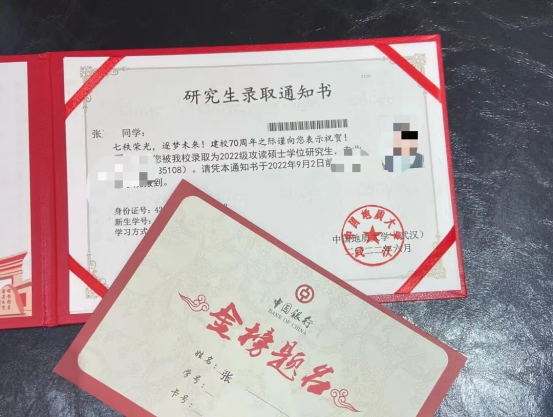 研究生录取通知书
张 同学:
七秩荣光,逐梦未来!建校70周年之际谨向您表示祝贺!
您被我校录取为2022级攻读硕士学位研究生,
35108)。请凭本通知书于2022年9月2日前
到。
身份证号:42
新生学号:
学习方式
中国地质大学(武汉)
二〇二二年六月
中国银行
BANK OF CHINA
金榜题名
姓名:张
学号:
卡号: